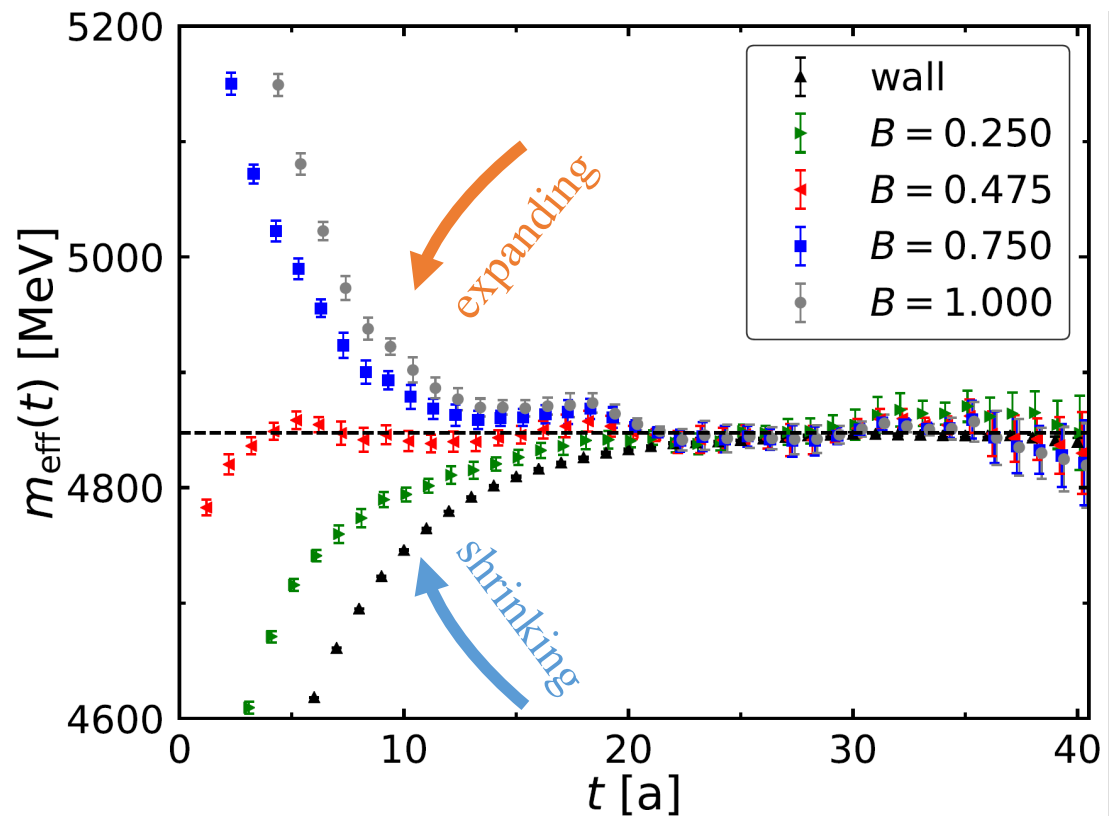 5200
5000
4800
4600
m_eff(t) [MeV]
wall
B = 0.250
B = 0.475
B = 0.750
B = 1.000
expanding
shrinking
0 10 20 30 40
t [a]